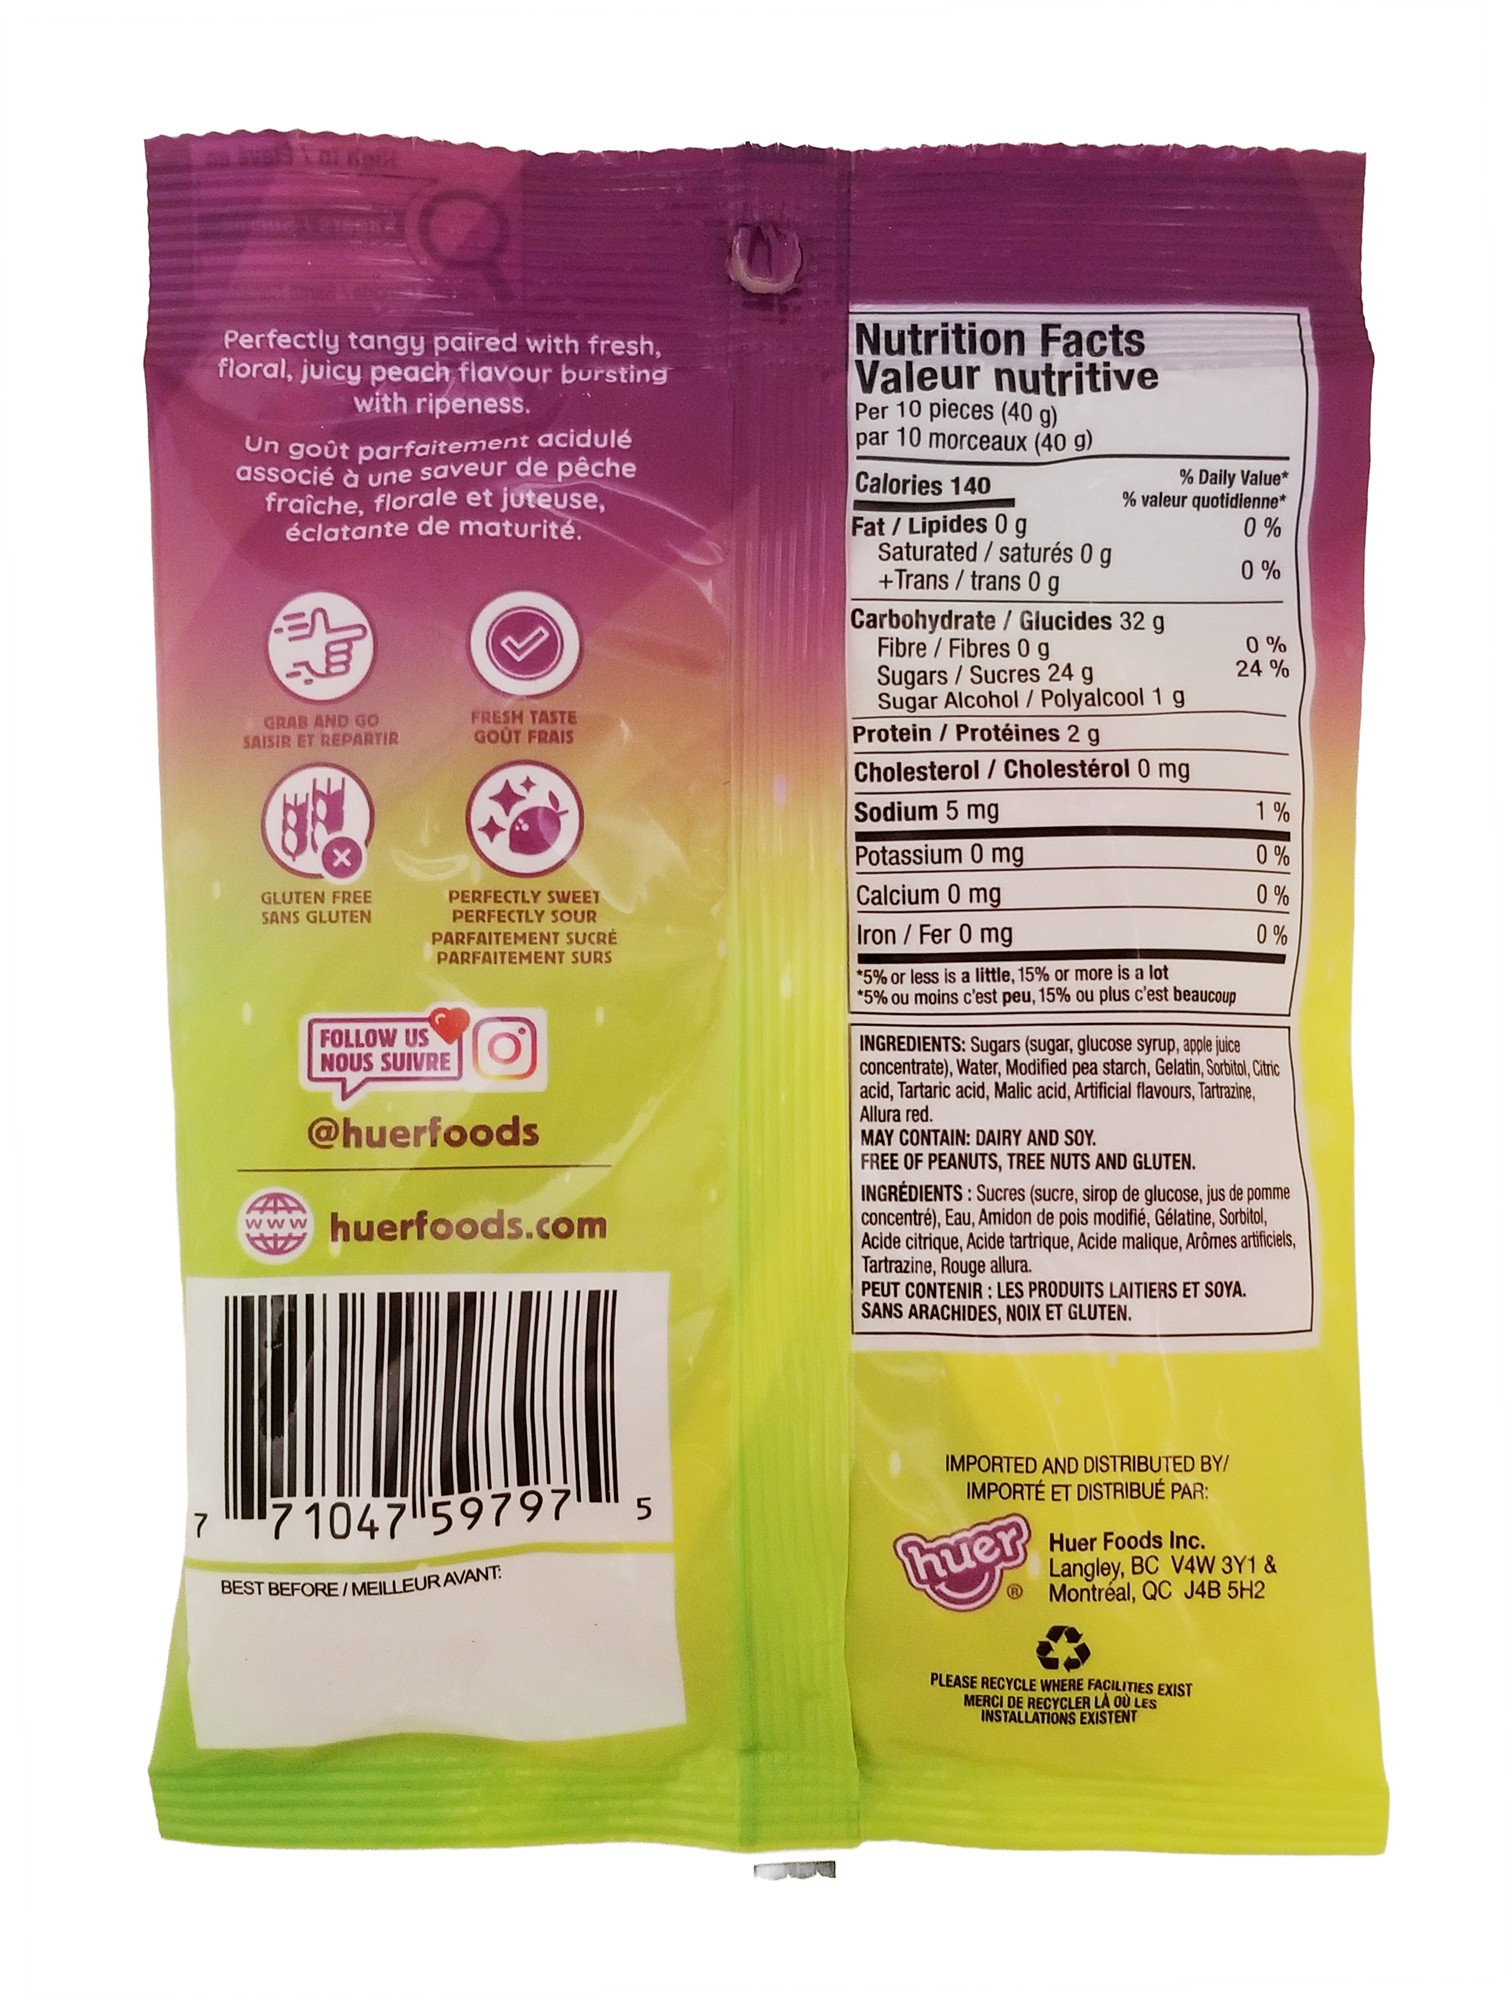 Perfectly tangy paired with fresh,
floral, juicy peach flavour bursting
with ripeness.
Un goût parfaitement acidulé
associé à une saveur de pêche
fraîche, florale et juteuse,
éclatante de maturité.
GRAB AND GO
SAISIR ET REPARTIR
FRESH TASTE
GOÛT FRAIS
GLUTEN FREE
SANS GLUTEN
PERFECTLY SWEET
PERFECTLY SOUR
PARFAITEMENT SUCRÉ
PARFAITEMENT SURS
FOLLOW US
NOUS SUIVRE
@huerfoods
www
huerfoods.com
7 71047 59797 5
BEST BEFORE / MEILLEUR AVANT:
Nutrition Facts
Valeur nutritive
Per 10 pieces (40 g)
par 10 morceaux (40 g)
Calories 140
% Daily Value*
% valeur quotidienne*
Fat / Lipides 0 g 0 %
Saturated / saturés 0 g
+Trans / trans 0 g 0 %
Carbohydrate / Glucides 32 g
Fibre / Fibres 0 g 0 %
Sugars / Sucres 24 g 24 %
Sugar Alcohol / Polyalcool 1 g
Protein / Protéines 2 g
Cholesterol / Cholestérol 0 mg
Sodium 5 mg 1 %
Potassium 0 mg 0 %
Calcium 0 mg 0 %
Iron / Fer 0 mg 0 %
*5% or less is a little, 15% or more is a lot
*5% ou moins c'est peu, 15% ou plus c'est beaucoup
INGREDIENTS: Sugars (sugar, glucose syrup, apple juice
concentrate), Water, Modified pea starch, Gelatin, Sorbitol, Citric
acid, Tartaric acid, Malic acid, Artificial flavours, Tartrazine,
Allura red.
MAY CONTAIN: DAIRY AND SOY.
FREE OF PEANUTS, TREE NUTS AND GLUTEN.
INGRÉDIENTS : Sucres (sucre, sirop de glucose, jus de pomme
concentré), Eau, Amidon de pois modifié, Gélatine, Sorbitol,
Acide citrique, Acide tartrique, Acide malique, Arômes artificiels,
Tartrazine, Rouge allura.
PEUT CONTENIR : LES PRODUITS LAITIERS ET SOYA.
SANS ARACHIDES, NOIX ET GLUTEN.
IMPORTED AND DISTRIBUTED BY/
IMPORTÉ ET DISTRIBUÉ PAR:
huer ®
Huer Foods Inc.
Langley, BC V4W 3Y1 &
Montréal, QC J4B 5H2
PLEASE RECYCLE WHERE FACILITIES EXIST
MERCI DE RECYCLER LÀ OÙ LES
INSTALLATIONS EXISTENT